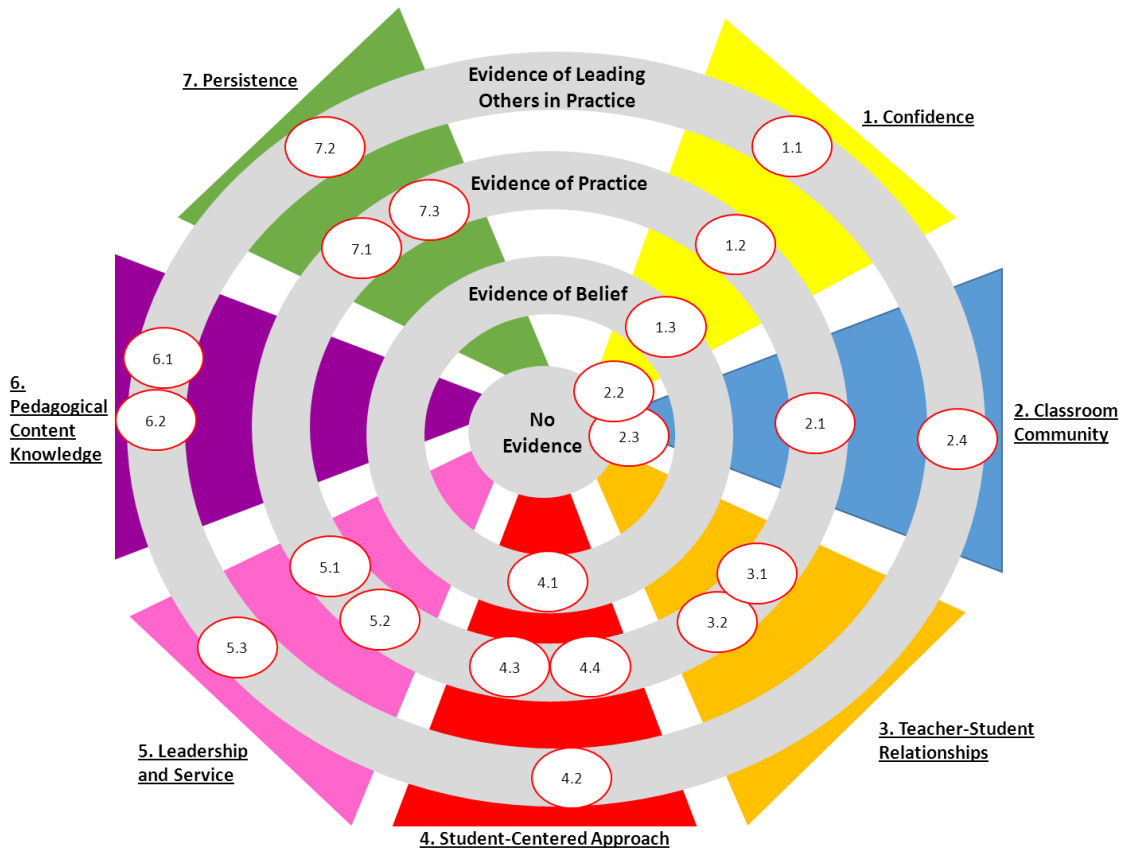 Evidence of Leading
Others in Practice
7. Persistence
1. Confidence
7.2
1.1
Evidence of Practice
7.3
7.1
1.2
Evidence of Belief
1.3
6.1
6.2
6.
Pedagogical
Content
Knowledge
2.2
2.3
No
Evidence
2.1
2.4
2. Classroom
Community
5.1
4.1
3.1
5.2
3.2
5.3
4.3
4.4
3. Teacher-Student
Relationships
5. Leadership
and Service
4.2
4. Student-Centered Approach